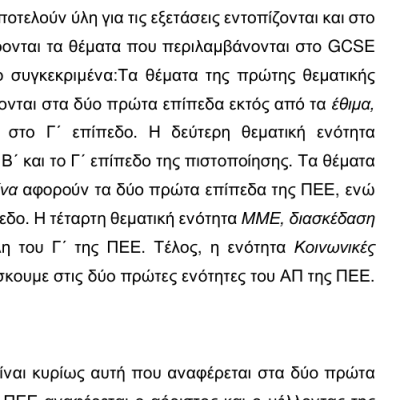 ποτελούν ύλη για τις εξετάσεις εντοπίζονται και στο
ρονται τα θέματα που περιλαμβάνονται στο GCSE
ο συγκεκριμένα:Τα θέματα της πρώτης θεματικής
ονται στα δύο πρώτα επίπεδα εκτός από τα έθιμα,
στο Γ΄ επίπεδο. Η δεύτερη θεματική ενότητα
Β΄ και το Γ΄ επίπεδο της πιστοποίησης. Τα θέματα
να αφορούν τα δύο πρώτα επίπεδα της ΠΕΕ, ενώ
εδο. Η τέταρτη θεματική ενότητα ΜΜΕ, διασκέδαση
η του Γ΄ της ΠΕΕ. Τέλος, η ενότητα Κοινωνικές
σκουμε στις δύο πρώτες ενότητες του ΑΠ της ΠΕΕ.
ίναι κυρίως αυτή που αναφέρεται στα δύο πρώτα